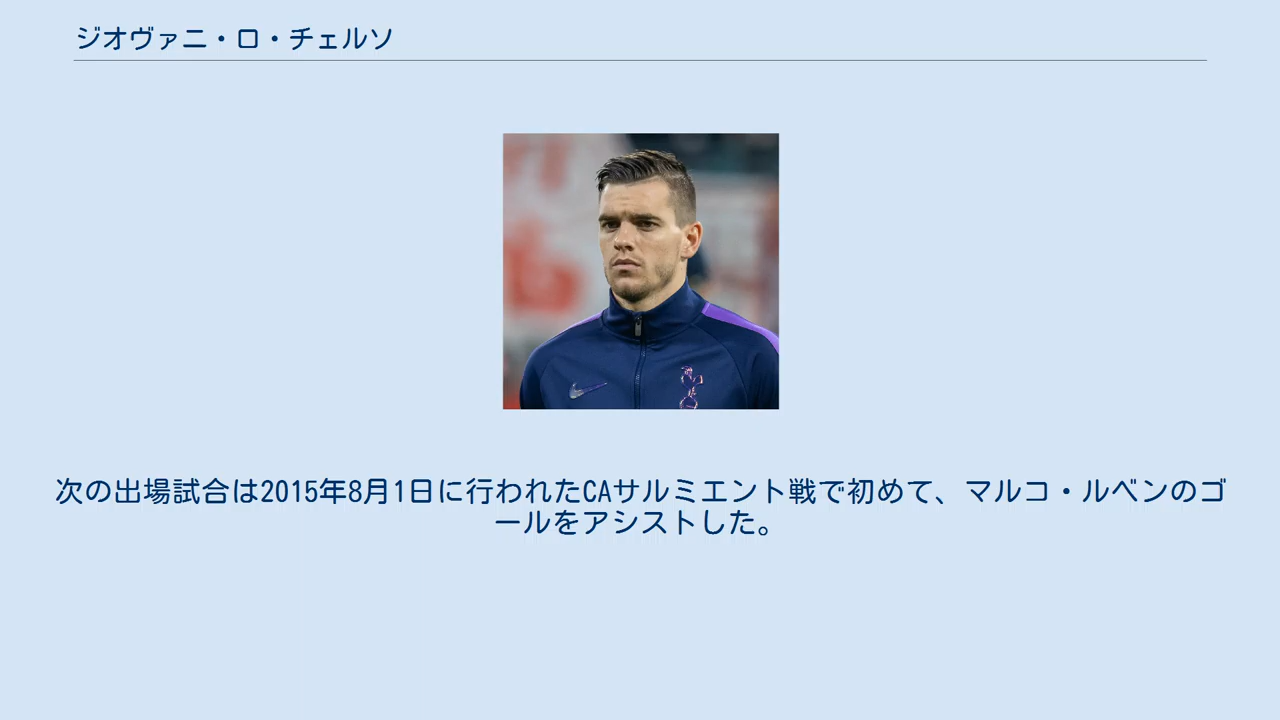 ジオヴァニ・ロ・チェルソ
次の出場試合は2015年8月1日に行われたCAサルミエント戦で初めて、マルコ・ルベンのゴ
ールをアシストした。